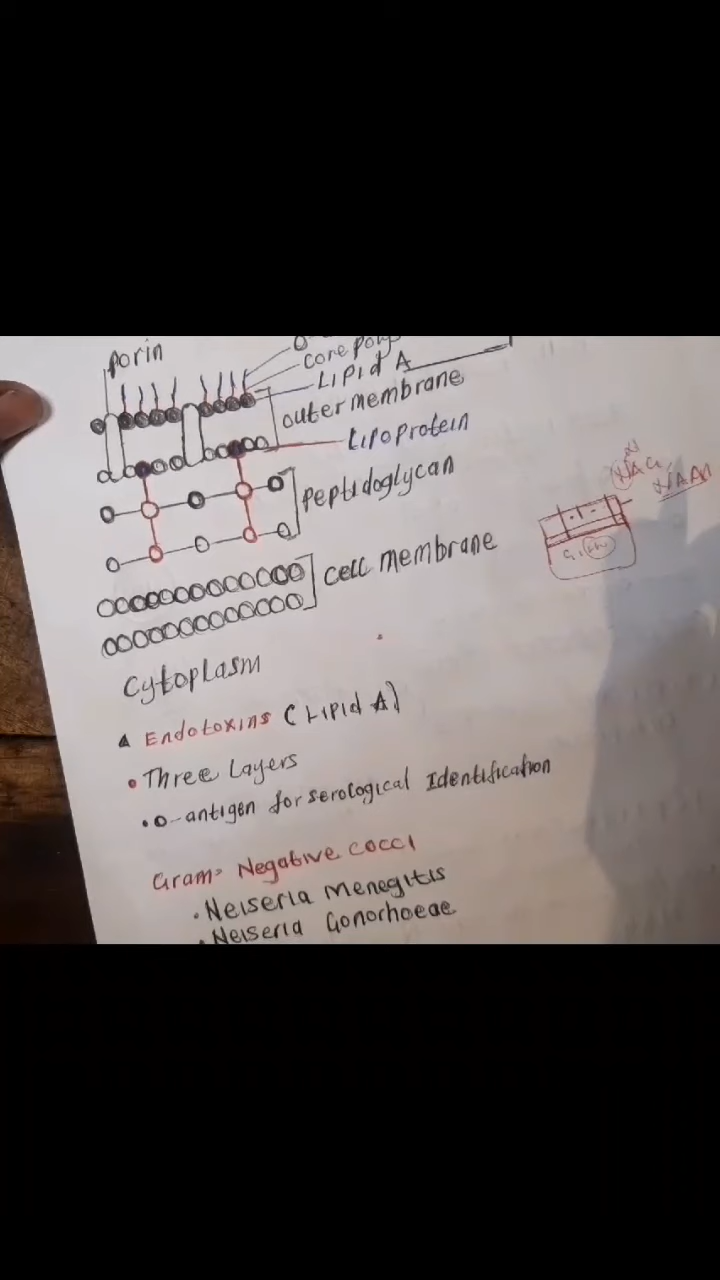 porin
core poly
Lipid A
outer membrane
Lipoprotein
Peptidoglycan
cell membrane
cytoplasm
Endotoxins (Lipid A)
Three Layers
O-antigen for serological Identification
Gram- Negative cocci
Neiseria Menegitis
Neiseria Gonorhoeae